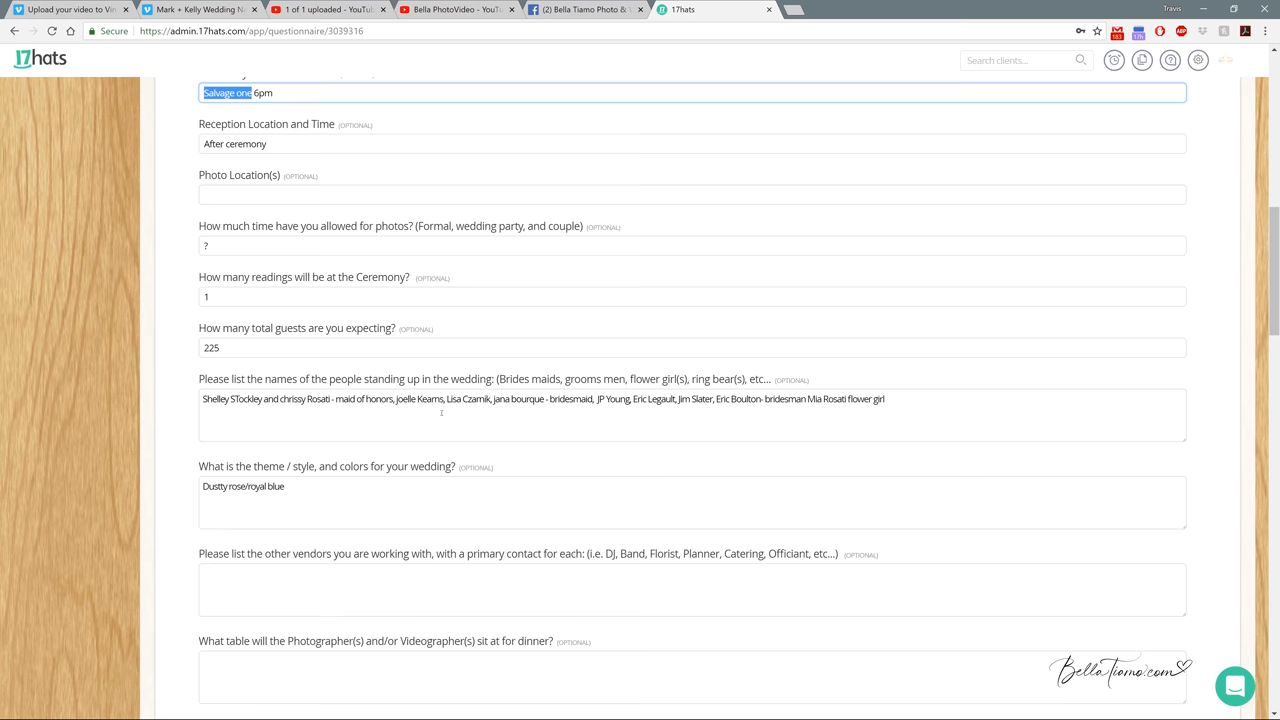 Upload your video to Vim
Mark + Kelly Wedding N
1 of 1 uploaded - YouTub
Bella PhotoVideo - YouTu
(2) Bella Tiamo Photo & V
17hats
Travis
Secure https://admin.17hats.com/app/questionnaire/3039316
17hats
Search clients...
Salvage one 6pm
Reception Location and Time (OPTIONAL)
After ceremony
Photo Location(s) (OPTIONAL)
How much time have you allowed for photos? (Formal, wedding party, and couple) (OPTIONAL)
?
How many readings will be at the Ceremony? (OPTIONAL)
1
How many total guests are you expecting? (OPTIONAL)
225
Please list the names of the people standing up in the wedding: (Brides maids, grooms men, flower girl(s), ring bear(s), etc... (OPTIONAL)
Shelley STockley and chrissy Rosati - maid of honors, joelle Kearns, Lisa Czarnik, jana bourque - bridesmaid, JP Young, Eric Legault, Jim Slater, Eric Boulton- bridesman Mia Rosati flower girl
What is the theme / style, and colors for your wedding? (OPTIONAL)
Dustty rose/royal blue
Please list the other vendors you are working with, with a primary contact for each: (i.e. DJ, Band, Florist, Planner, Catering, Officiant, etc...) (OPTIONAL)
What table will the Photographer(s) and/or Videographer(s) sit at for dinner? (OPTIONAL)
BellaTiamo.com